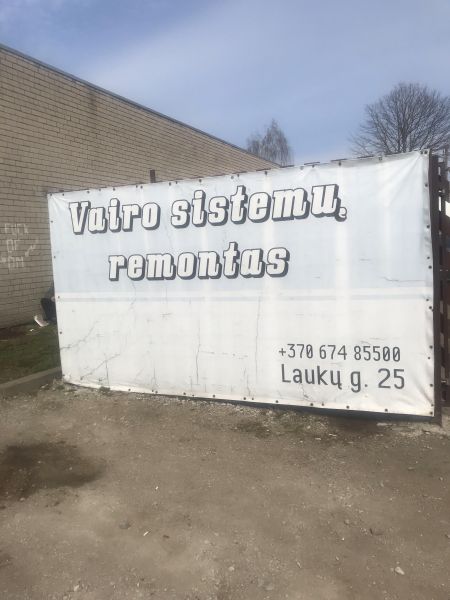 Vairo sistemų
remontas
+370 674 85500
Laukų g. 25